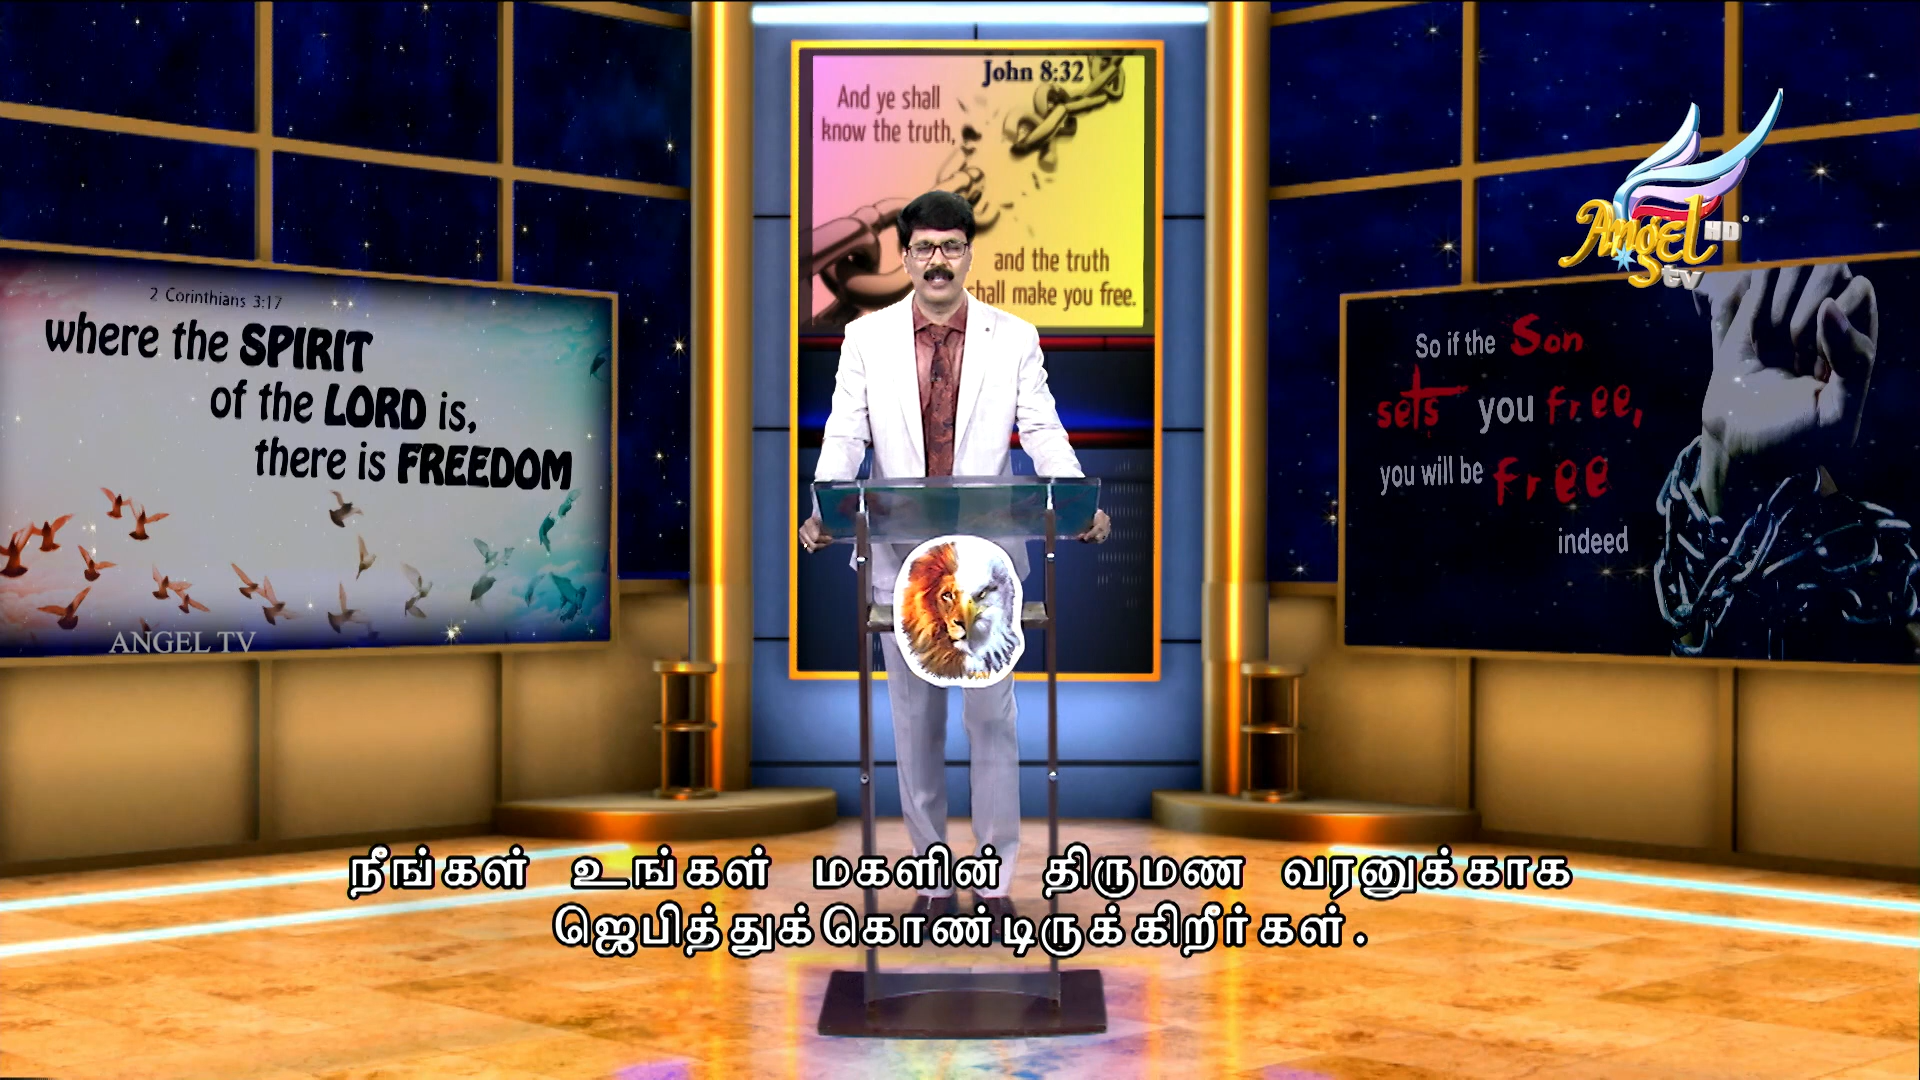 John 8:32
And ye shall
know the truth,
and the truth
shall make you free.
Angel HD
tv
2 Corinthians 3:17
where the SPIRIT
of the LORD is,
there is FREEDOM
ANGEL TV
So if the Son
sets you free,
you will be free
indeed
நீங்கள் உங்கள் மகளின் திருமண வரனுக்காக
ஜெபித்துக்கொண்டிருக்கிறீர்கள்.